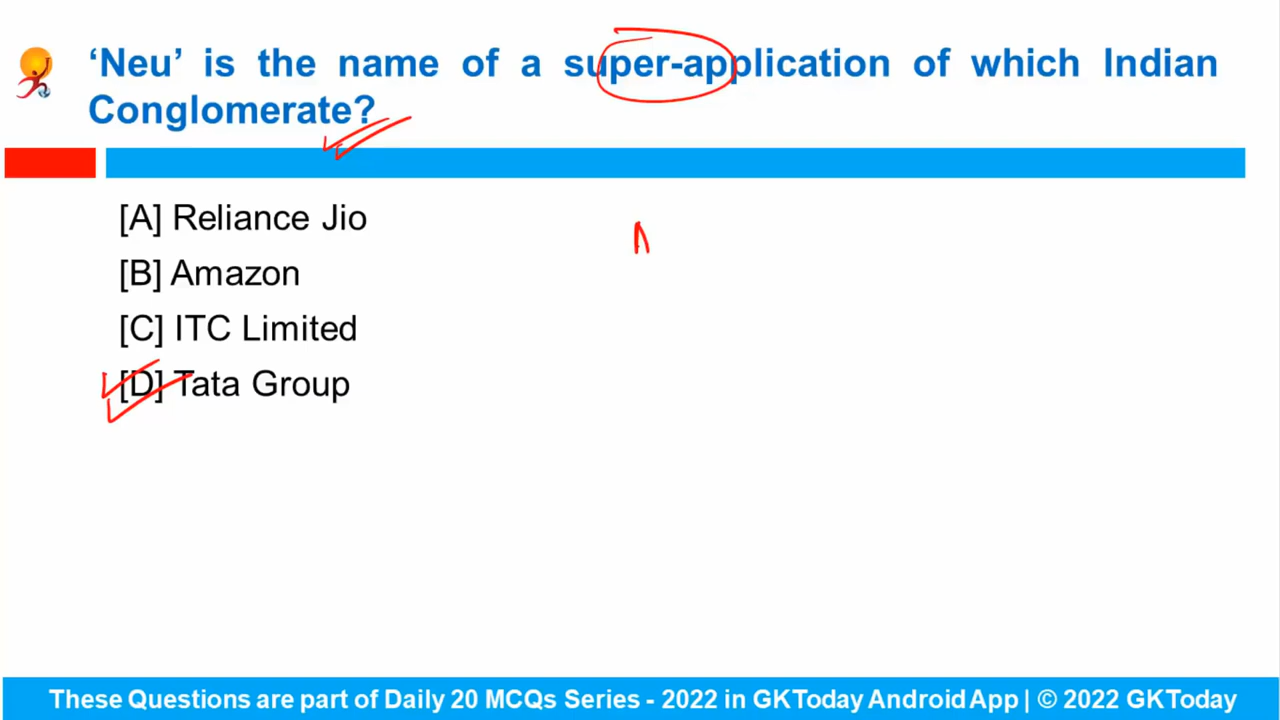 ‘Neu’ is the name of a super-application of which Indian
Conglomerate?
[A] Reliance Jio
[B] Amazon
[C] ITC Limited
[D] Tata Group
These Questions are part of Daily 20 MCQs Series - 2022 in GKToday Android App | © 2022 GKToday